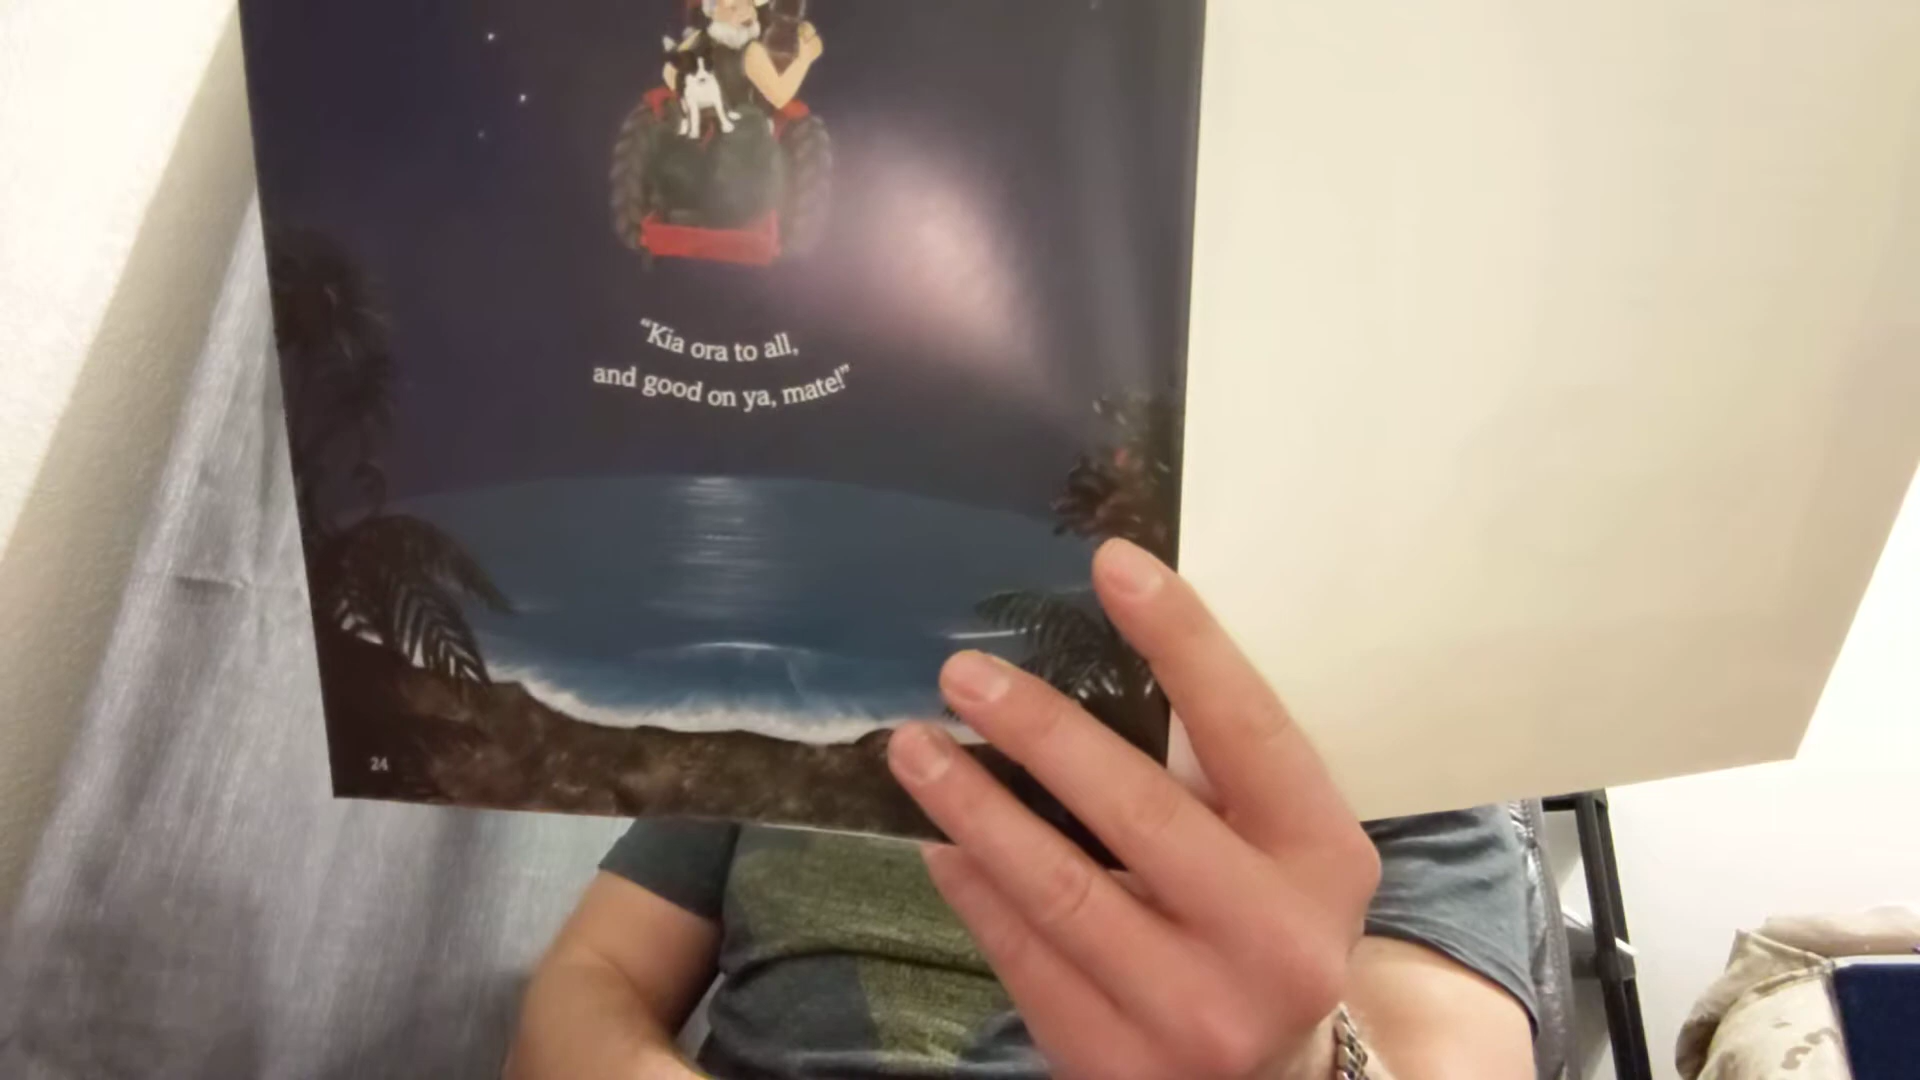 “Kia ora to all,
and good on ya, mate!”
24